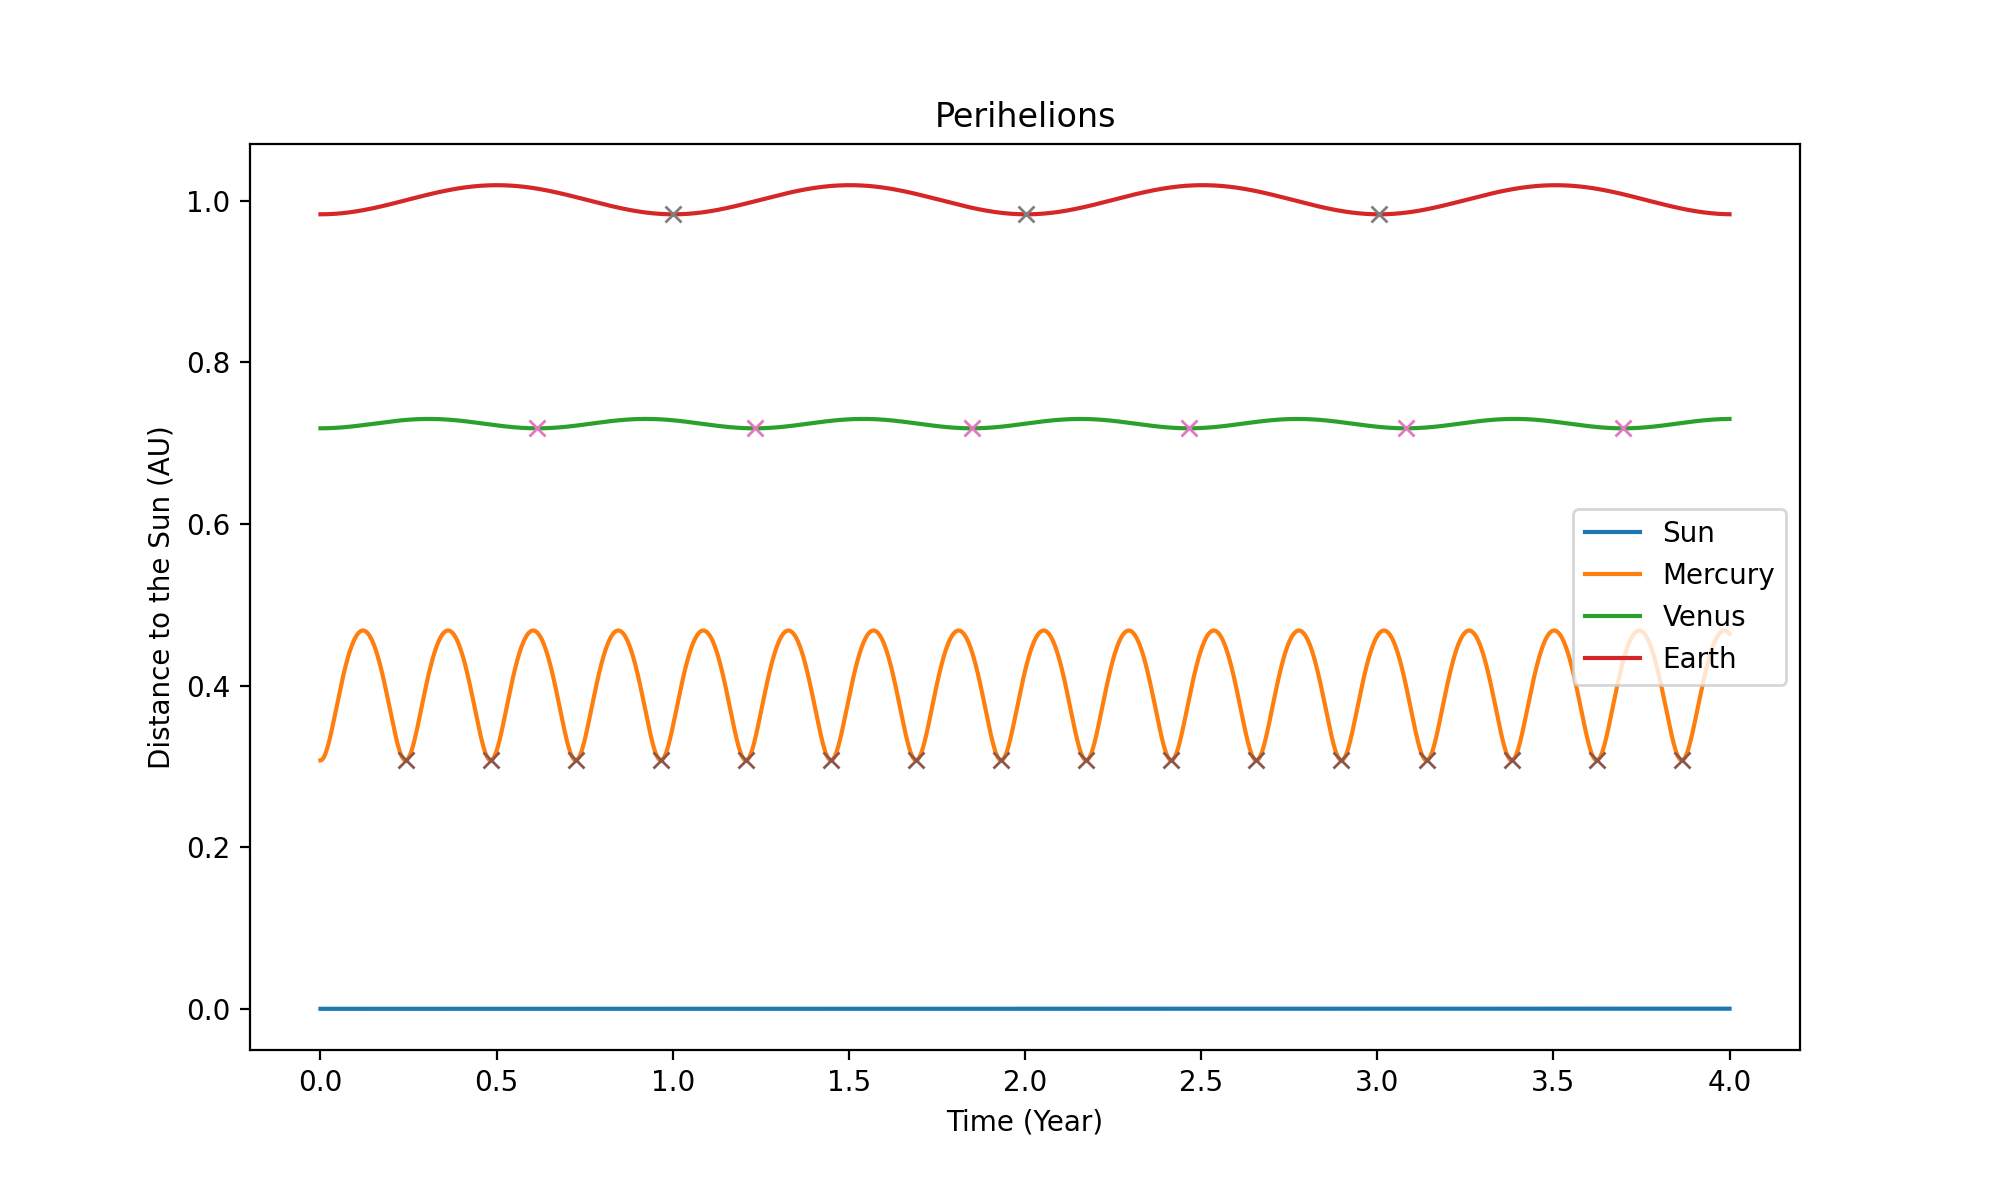 Perihelions
Distance to the Sun (AU)
1.0
0.8
0.6
0.4
0.2
0.0
Sun
Mercury
Venus
Earth
0.0 0.5 1.0 1.5 2.0 2.5 3.0 3.5 4.0
Time (Year)